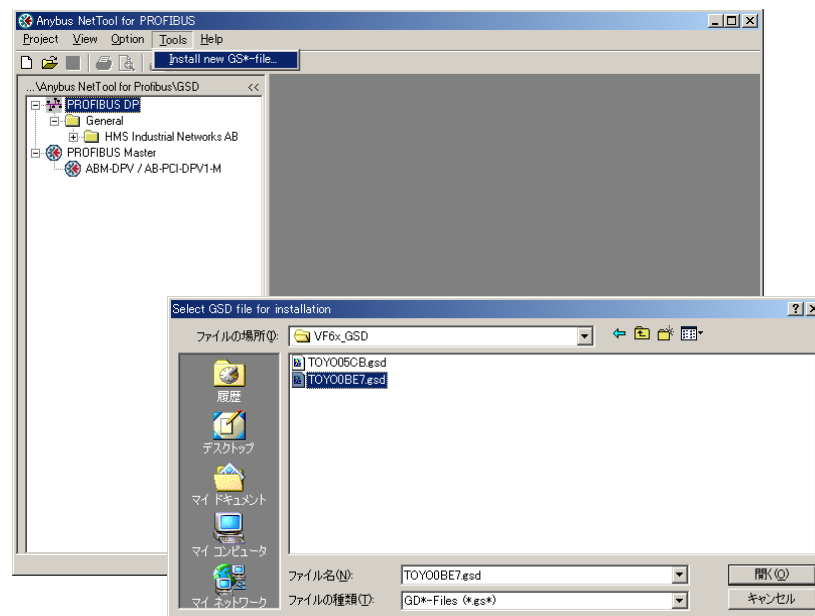 Anybus NetTool for PROFIBUS
Project View Option Tools Help
Install new GS*-file...
...\Anybus NetTool for Profibus\GSD <<
PROFIBUS DP
General
HMS Industrial Networks AB
PROFIBUS Master
ABM-DPV / AB-PCI-DPV1-M
Select GSD file for installation
ファイルの場所(I):
VF6x_GSD
TOYO05CB.gsd
TOYO0BE7.gsd
履歴
デスクトップ
マイ ドキュメント
マイ コンピュータ
マイ ネットワーク
ファイル名(N): TOYO0BE7.gsd 開く(O)
ファイルの種類(T): GD*-Files (*.gs*) キャンセル